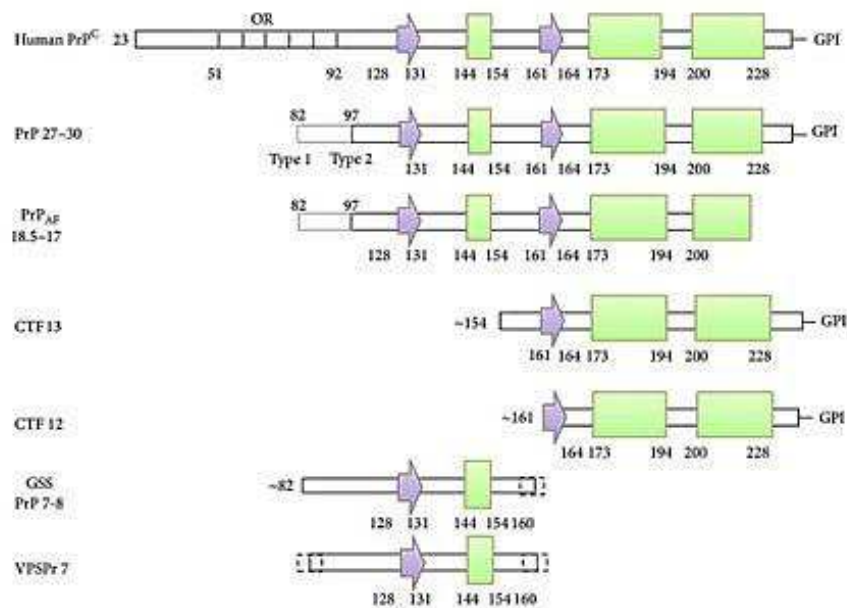 OR
Human PrPC 23 GPI
51 92 128 131 144 154 161 164 173 194 200 228
82 97
PrP 27~30 GPI
Type 1 Type 2 131 144 154 161 164 173 194 200 228
82 97
PrPAF
18.5~17
128 131 144 154 161 164 173 194 200
CTF 13 ~154 GPI
161 164 173 194 200 228
CTF 12 ~161 GPI
164 173 194 200 228
GSS ~82
PrP 7-8
128 131 144 154 160
VPSPr 7
128 131 144 154 160